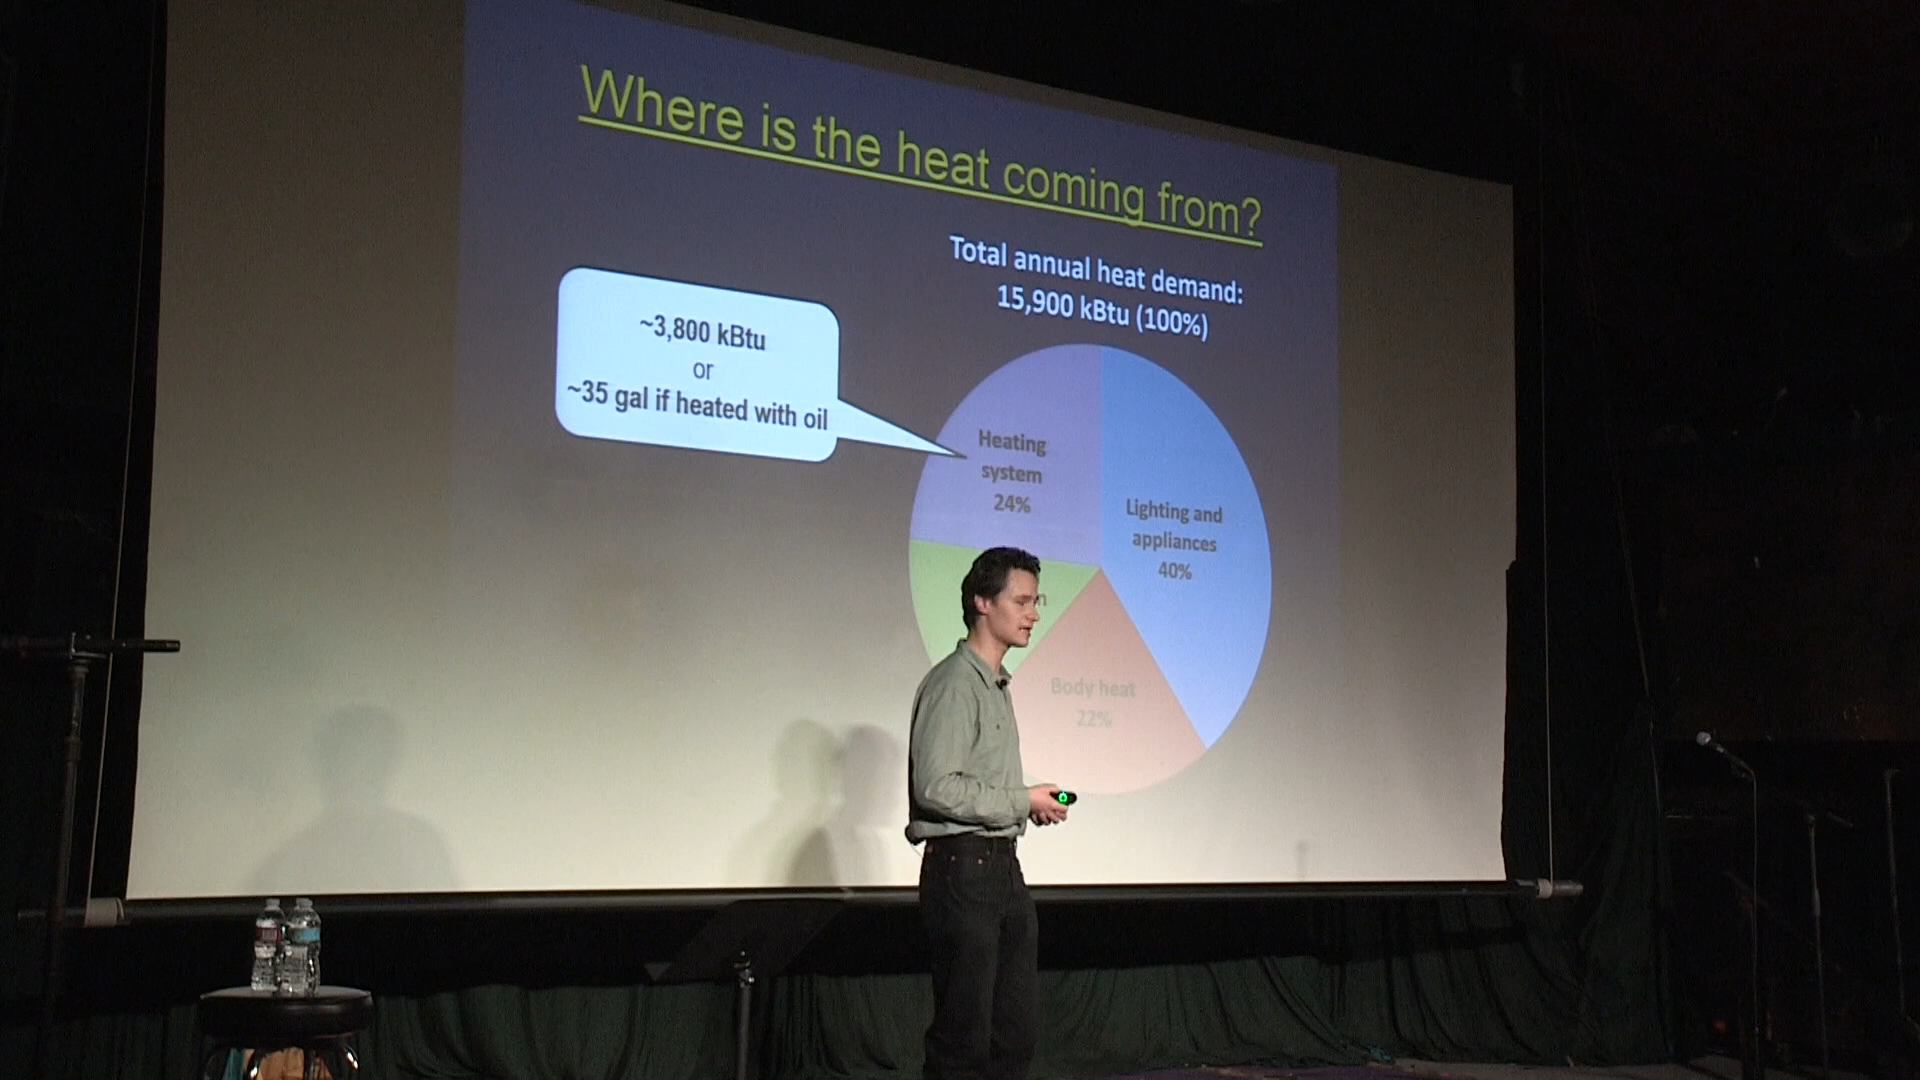 Where is the heat coming from?
Total annual heat demand:
15,900 kBtu (100%)
~3,800 kBtu
or
~35 gal if heated with oil
Heating
system
24%
Lighting and
appliances
40%
Body heat
22%